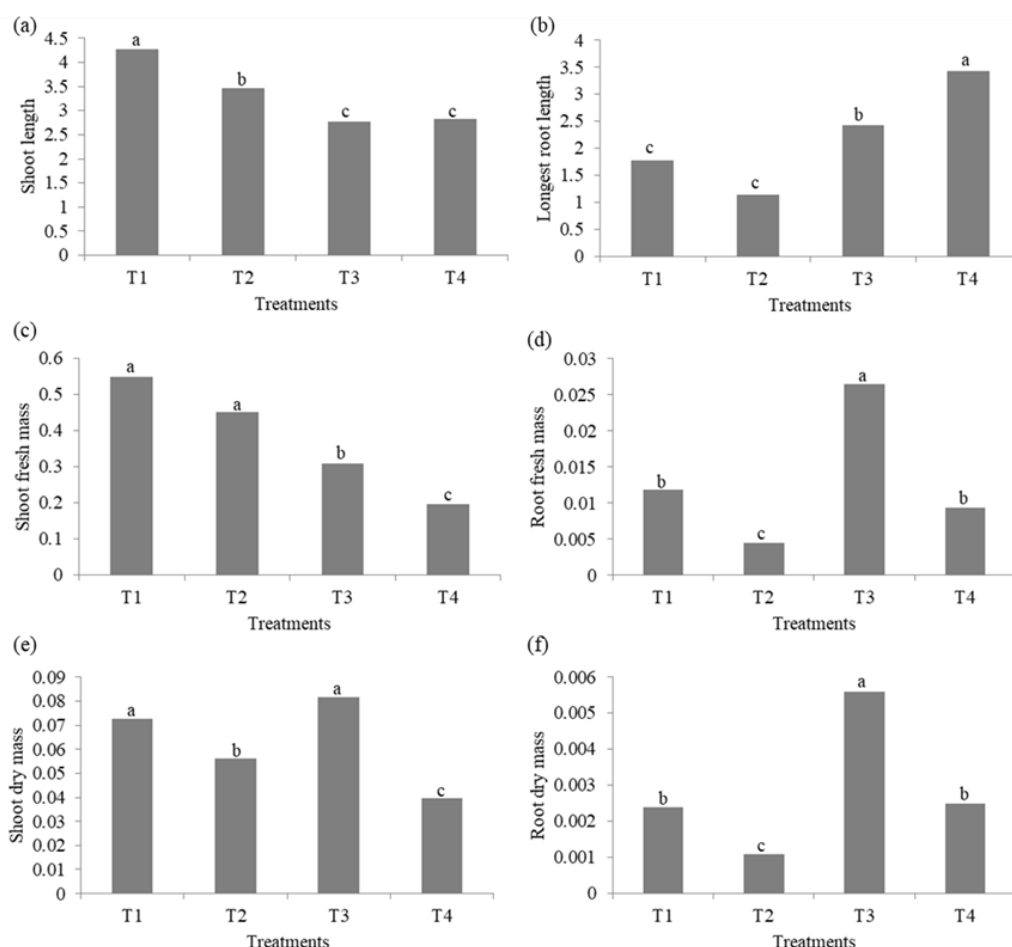 (a)
Shoot length
4.5
4
3.5
3
2.5
2
1.5
1
0.5
0
a
b
c
c
T1 T2 T3 T4
Treatments
(b)
Longest root length
4
3.5
3
2.5
2
1.5
1
0.5
0
c
c
b
a
T1 T2 T3 T4
Treatments
(c)
Shoot fresh mass
0.6
0.5
0.4
0.3
0.2
0.1
0
a
a
b
c
T1 T2 T3 T4
Treatments
(d)
Root fresh mass
0.03
0.025
0.02
0.015
0.01
0.005
0
b
c
a
b
T1 T2 T3 T4
Treatments
(e)
Shoot dry mass
0.09
0.08
0.07
0.06
0.05
0.04
0.03
0.02
0.01
0
a
b
a
c
T1 T2 T3 T4
Treatments
(f)
Root dry mass
0.006
0.005
0.004
0.003
0.002
0.001
0
b
c
a
b
T1 T2 T3 T4
Treatments